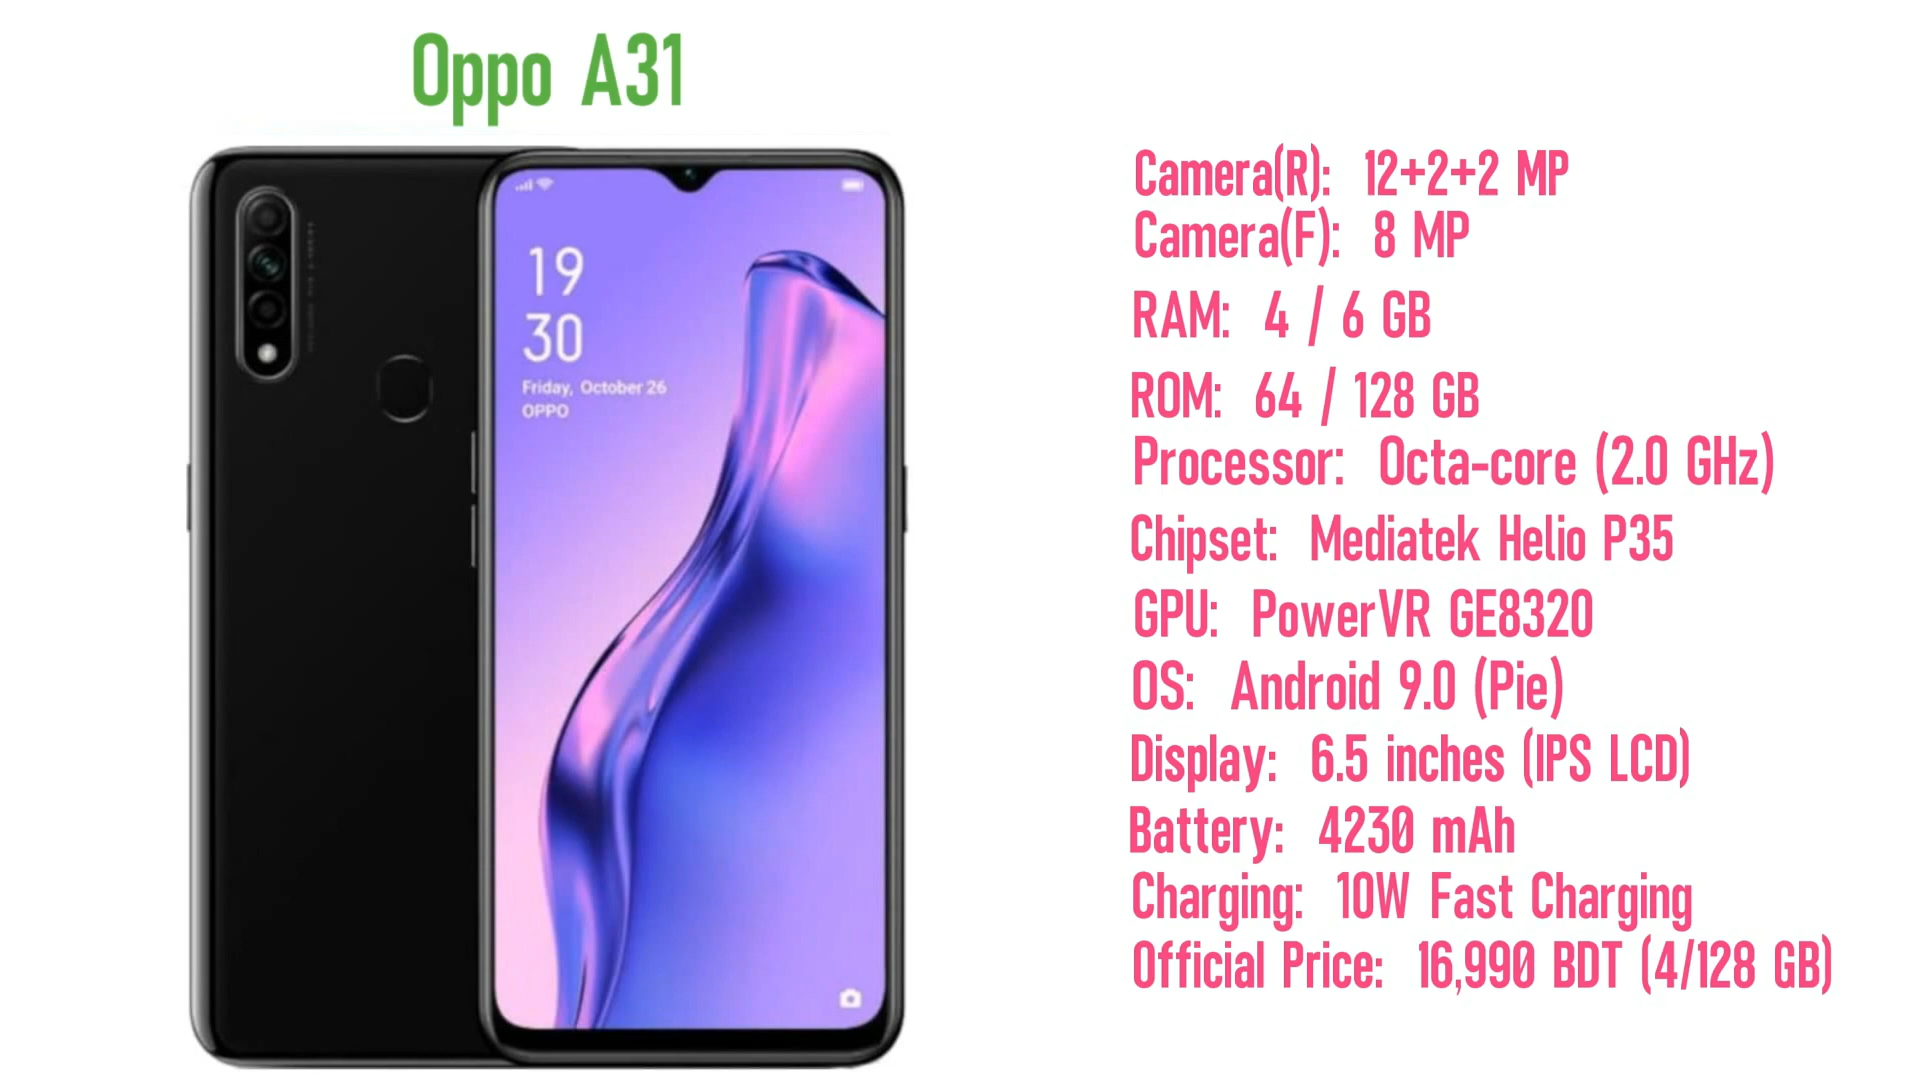 Oppo A31
19
30
Friday, October 26
OPPO
Camera(R): 12+2+2 MP
Camera(F): 8 MP
RAM: 4 / 6 GB
ROM: 64 / 128 GB
Processor: Octa-core (2.0 GHz)
Chipset: Mediatek Helio P35
GPU: PowerVR GE8320
OS: Android 9.0 (Pie)
Display: 6.5 inches (IPS LCD)
Battery: 4230 mAh
Charging: 10W Fast Charging
Official Price: 16,990 BDT (4/128 GB)